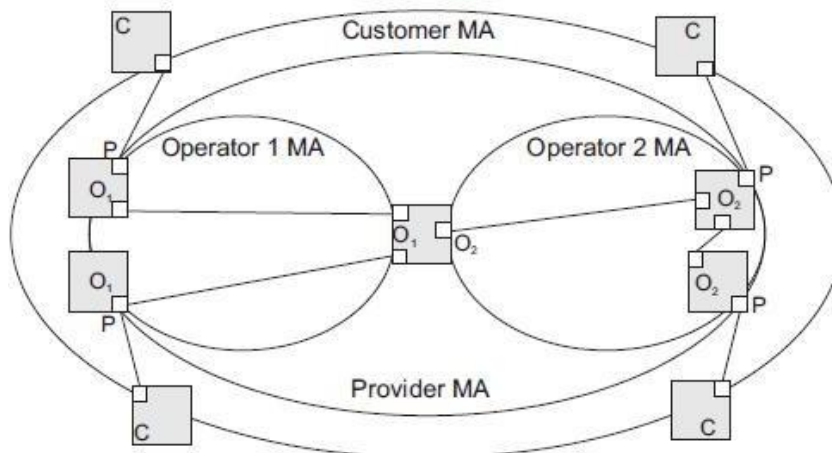 C
Customer MA
C
P
Operator 1 MA
Operator 2 MA
P
O₁
O₂
O₁
O₂
O₁
O₂
P
P
Provider MA
C
C